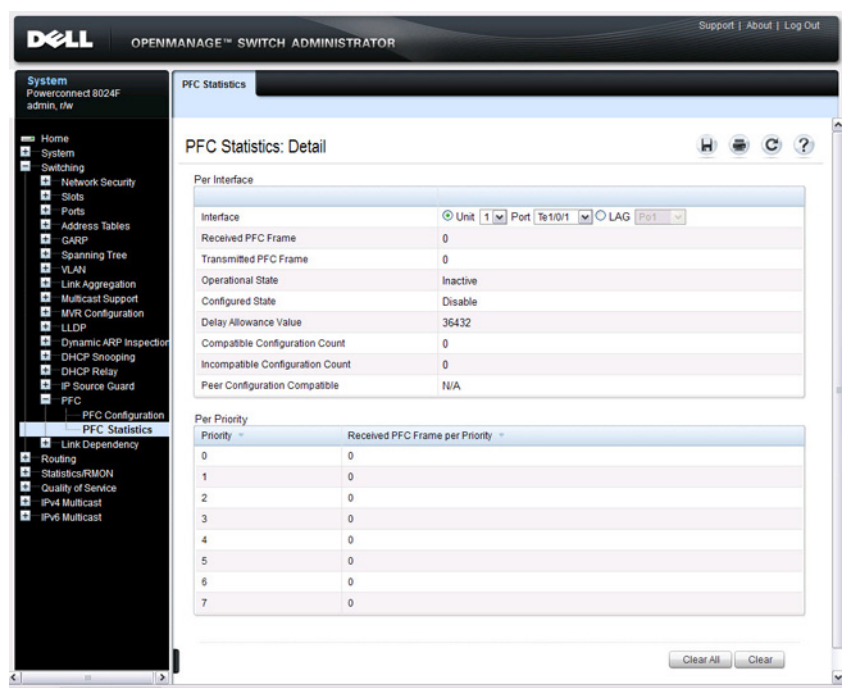 Support | About | Log Out
DELL OPENMANAGE™ SWITCH ADMINISTRATOR
System
Powerconnect 8024F
admin, r/w
Home
System
Switching
Network Security
Slots
Ports
Address Tables
GARP
Spanning Tree
VLAN
Link Aggregation
Multicast Support
MVR Configuration
LLDP
Dynamic ARP Inspection
DHCP Snooping
DHCP Relay
IP Source Guard
PFC
PFC Configuration
PFC Statistics
Link Dependency
Routing
Statistics/RMON
Quality of Service
IPv4 Multicast
IPv6 Multicast
PFC Statistics
PFC Statistics: Detail
Per Interface
Interface Unit 1 Port Te1/0/1 LAG Po1
Received PFC Frame 0
Transmitted PFC Frame 0
Operational State Inactive
Configured State Disable
Delay Allowance Value 36432
Compatible Configuration Count 0
Incompatible Configuration Count 0
Peer Configuration Compatible N/A
Per Priority
Priority Received PFC Frame per Priority
0 0
1 0
2 0
3 0
4 0
5 0
6 0
7 0
Clear All Clear